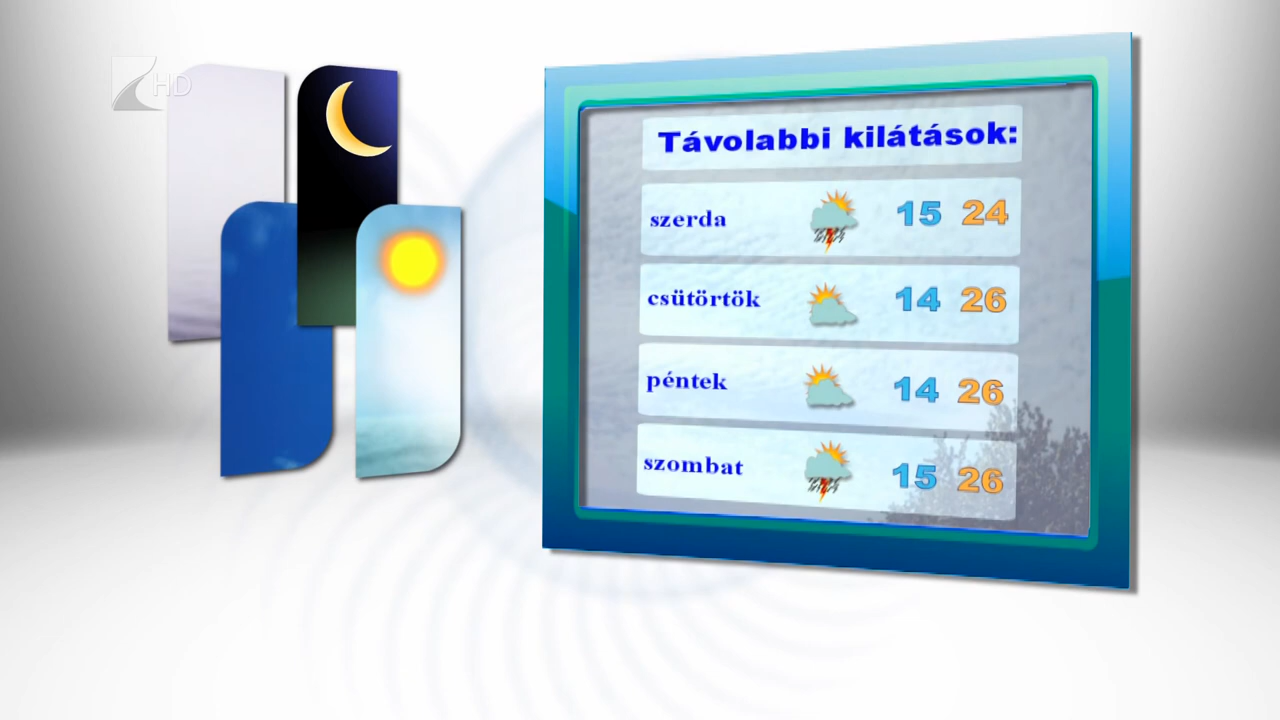 HD
Távolabbi kilátások:
szerda 15 24
csütörtök 14 26
péntek 14 26
szombat 15 26